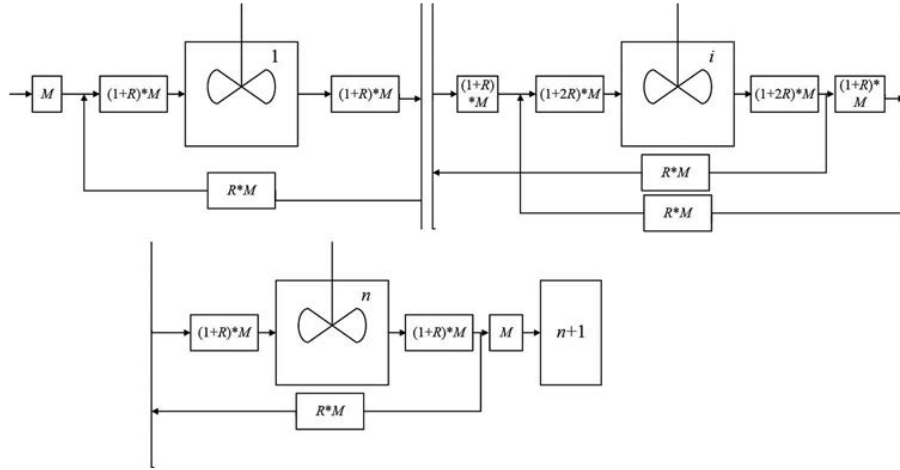 1
M
(1+R)*M
(1+R)*M
R*M
i
(1+R)
*M
(1+2R)*M
(1+2R)*M
(1+R)*
M
R*M
R*M
n
(1+R)*M
(1+R)*M
M
n+1
R*M